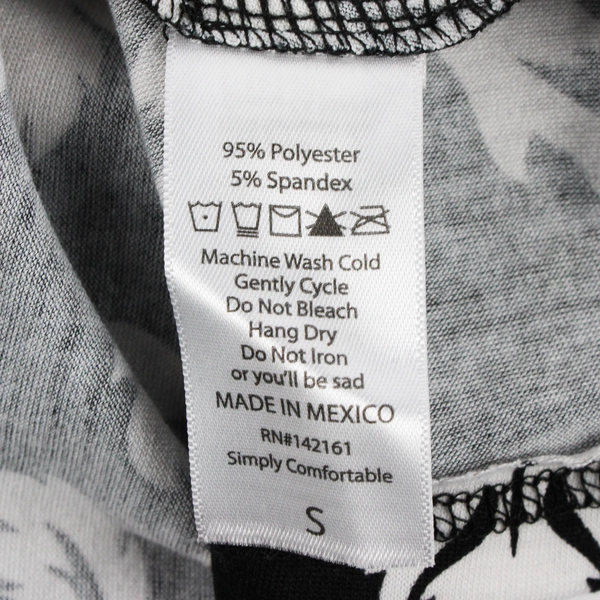 95% Polyester
5% Spandex
Machine Wash Cold
Gently Cycle
Do Not Bleach
Hang Dry
Do Not Iron
or you'll be sad
MADE IN MEXICO
RN#142161
Simply Comfortable
S